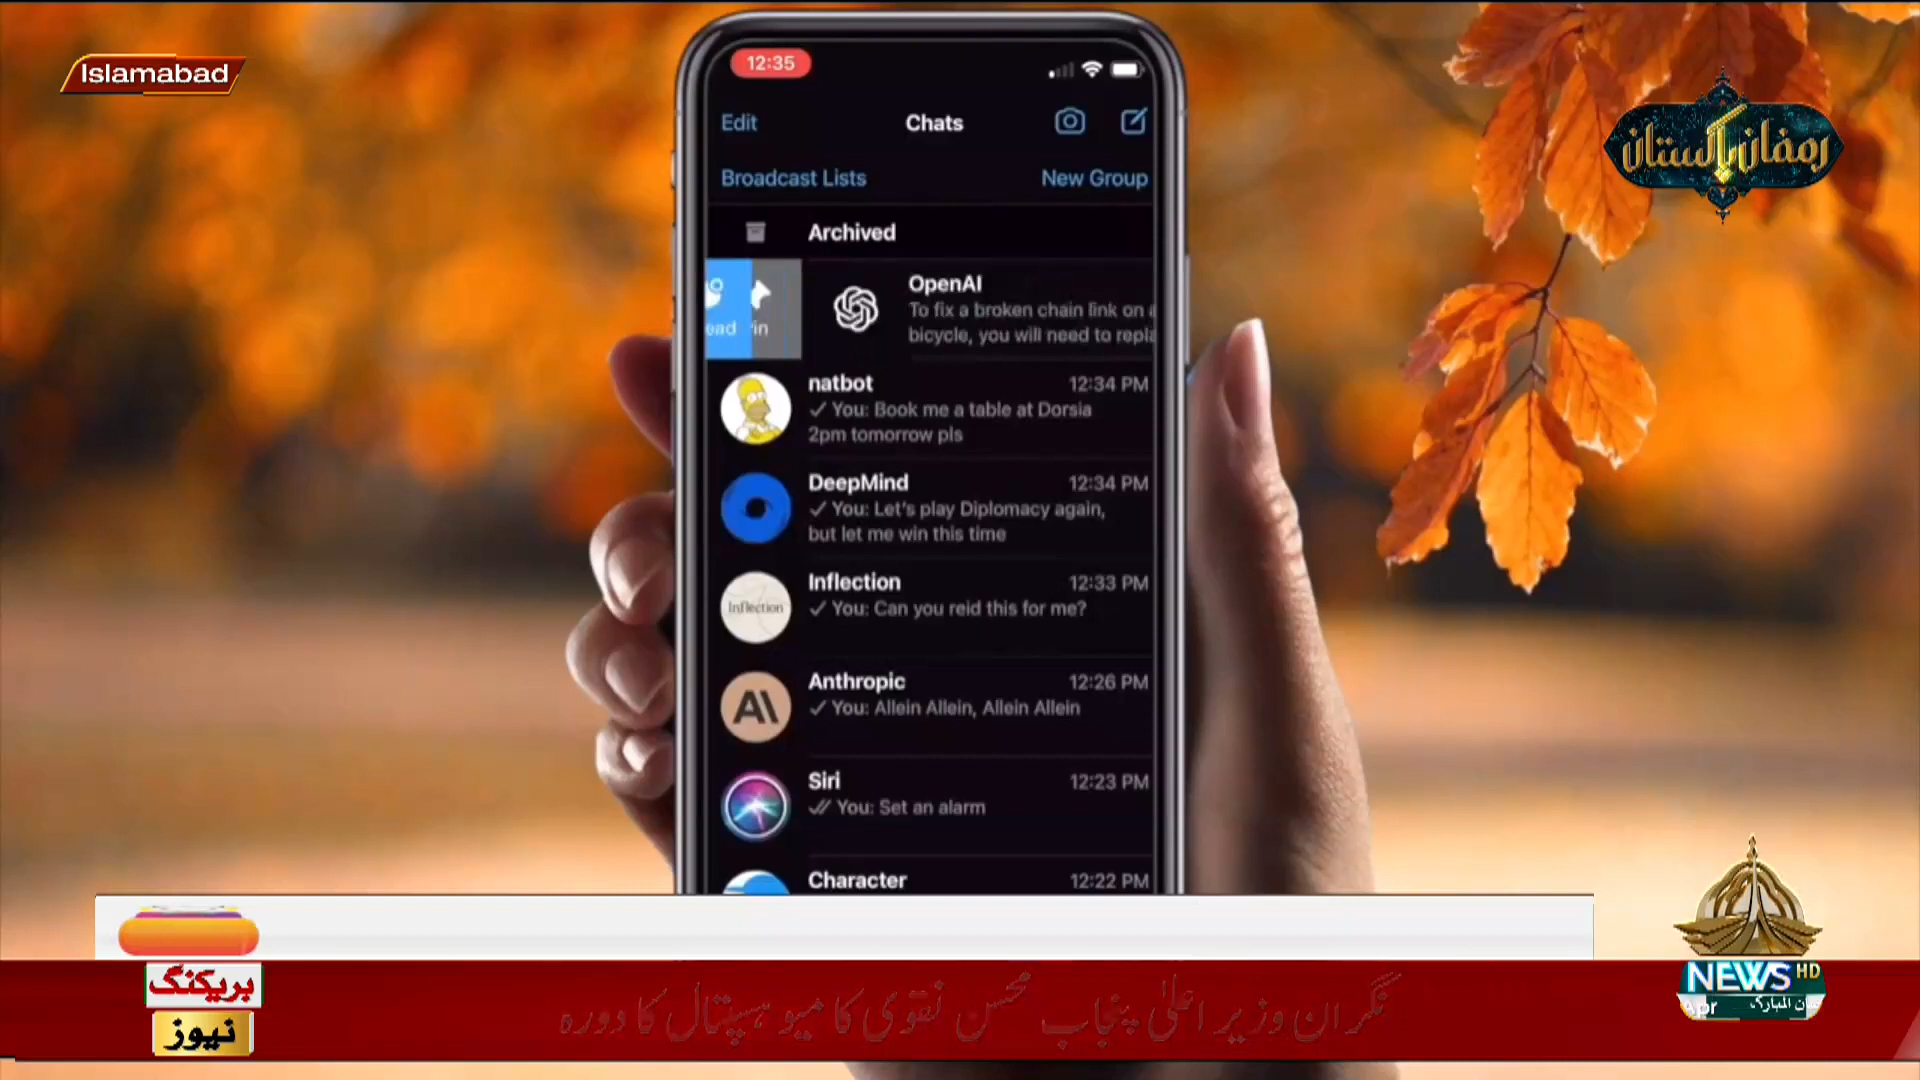 Islamabad
رمضان پاکستان
12:35
Edit
Chats
Broadcast Lists
New Group
Archived
OpenAI
To fix a broken chain link on a
bicycle, you will need to repla
ead
Pin
natbot
12:34 PM
You: Book me a table at Dorsia
2pm tomorrow pls
DeepMind
12:34 PM
You: Let's play Diplomacy again,
but let me win this time
Inflection
12:33 PM
Inflection
You: Can you reid this for me?
Anthropic
12:26 PM
AI
You: Allein Allein, Allein Allein
Siri
12:23 PM
You: Set an alarm
Character
12:22 PM
بریکنگ
نیوز
نگران وزیر اعلیٰ پنجاب محسن نقوی کا میو ہسپتال کا دورہ
NEWS HD